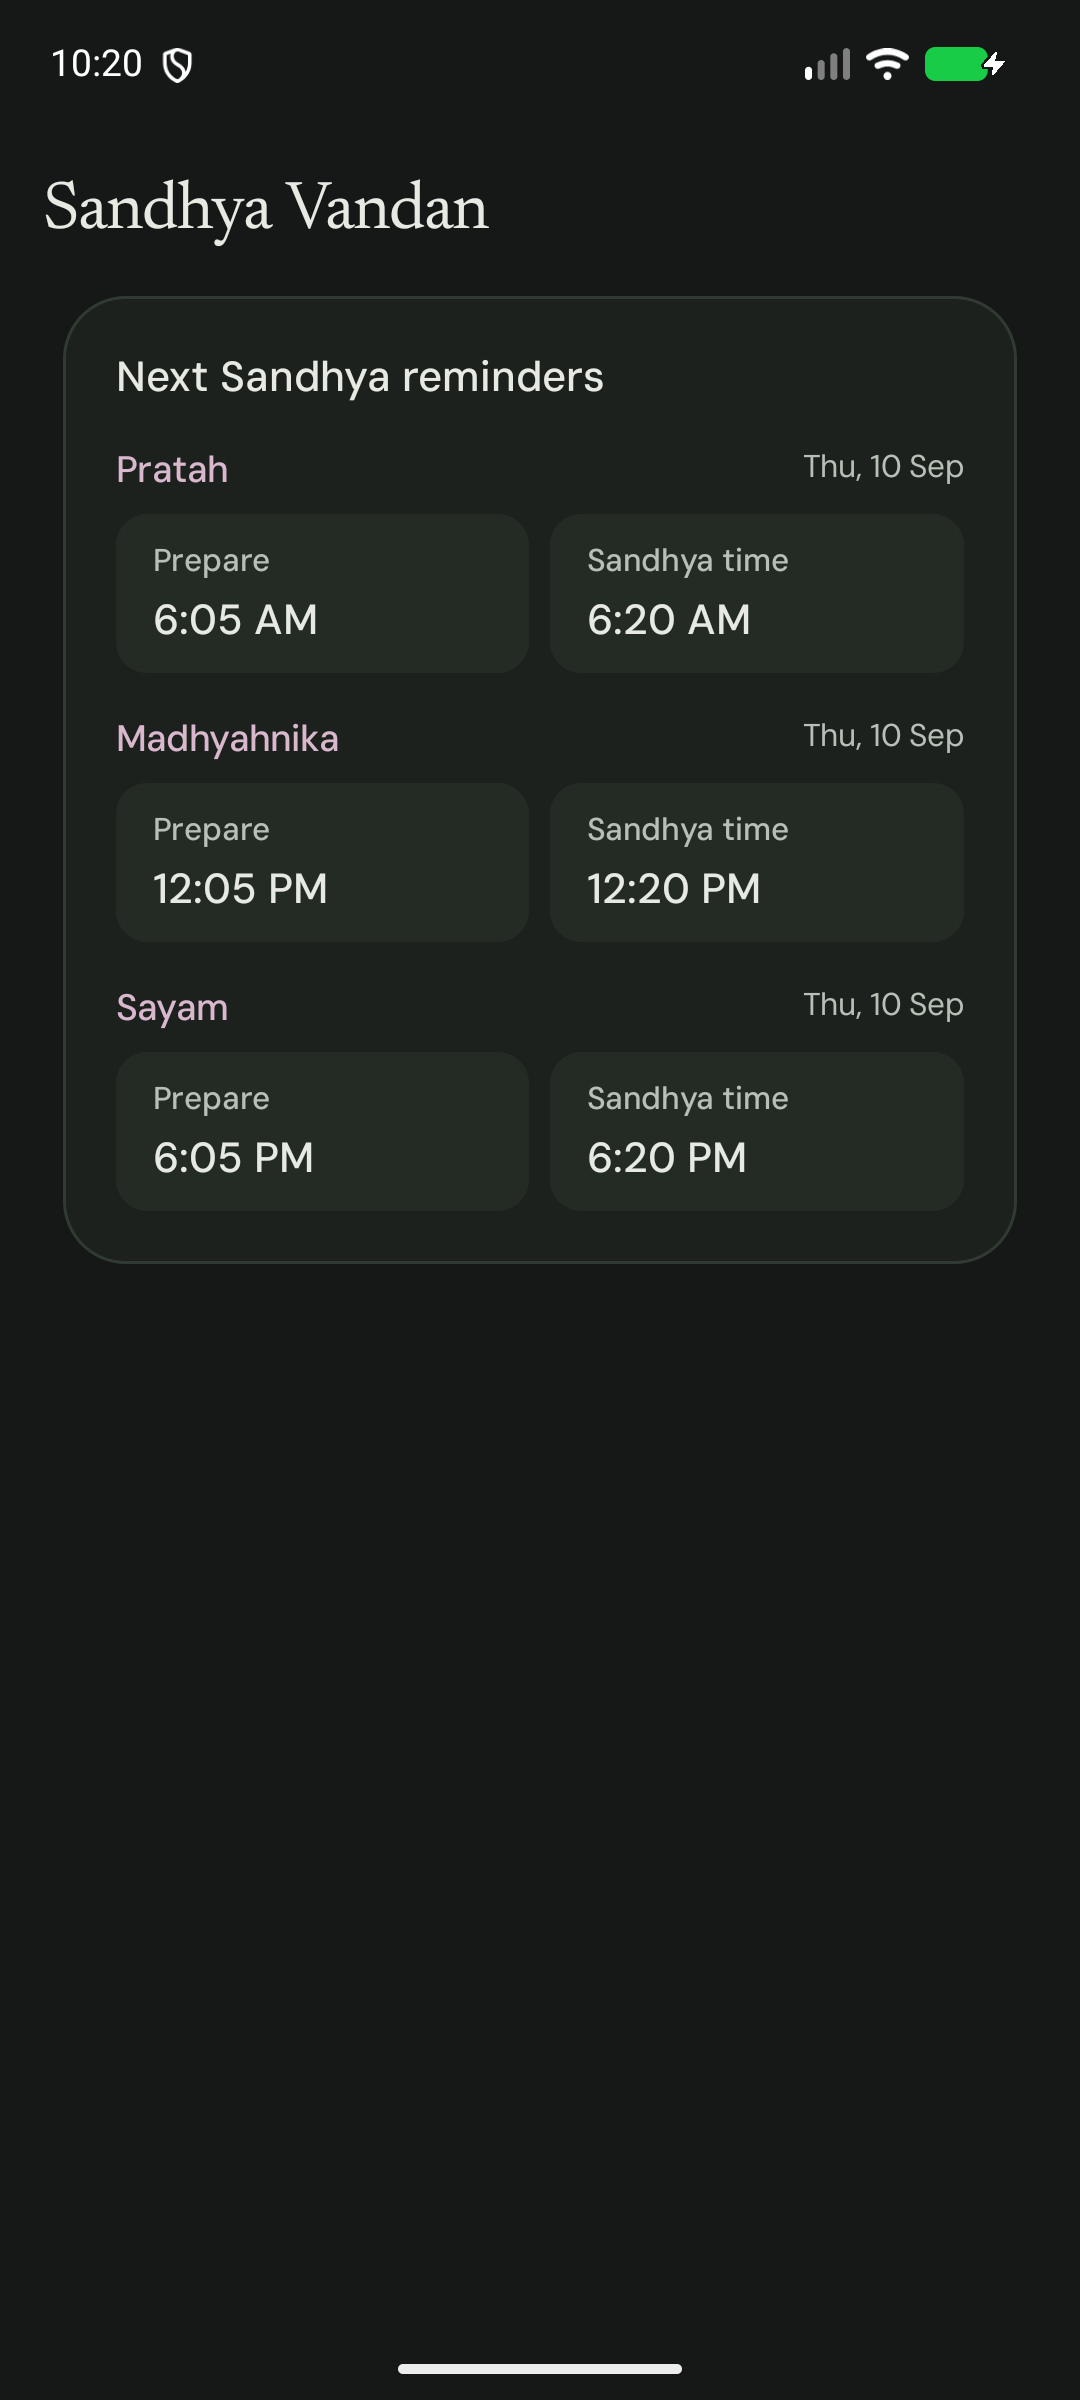 10:20
Sandhya Vandan
Next Sandhya reminders
Pratah
Thu, 10 Sep
Prepare
6:05 AM
Sandhya time
6:20 AM
Madhyahnika
Thu, 10 Sep
Prepare
12:05 PM
Sandhya time
12:20 PM
Sayam
Thu, 10 Sep
Prepare
6:05 PM
Sandhya time
6:20 PM